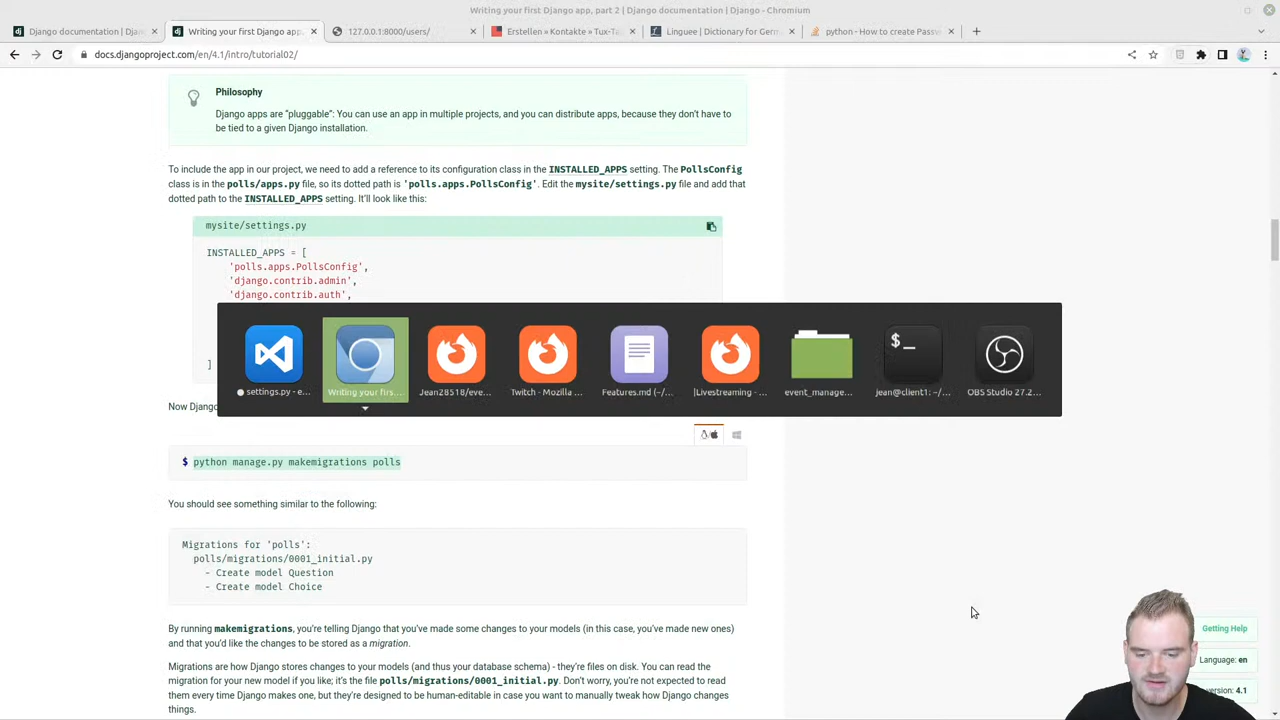 Writing your first Django app, part 2 | Django documentation | Django - Chromium
Django documentation | Dj
Writing your first Django app,
127.0.0.1:8000/users/
Erstellen » Kontakte » Tux-Ta
Linguee | Dictionary for Germ
python - How to create Passw
docs.djangoproject.com/en/4.1/intro/tutorial02/
Philosophy
Django apps are "pluggable": You can use an app in multiple projects, and you can distribute apps, because they don't have to
be tied to a given Django installation.
To include the app in our project, we need to add a reference to its configuration class in the INSTALLED_APPS setting. The PollsConfig
class is in the polls/apps.py file, so its dotted path is 'polls.apps.PollsConfig'. Edit the mysite/settings.py file and add that
dotted path to the INSTALLED_APPS setting. It'll look like this:
mysite/settings.py
INSTALLED_APPS = [
'polls.apps.PollsConfig',
'django.contrib.admin',
'django.contrib.auth',
]
$_
settings.py - e...
Writing your first...
Jean28518/eve...
Twitch - Mozilla ...
Features.md (~/...
|Livestreaming - ...
event_manage...
jean@client1: ~/...
OBS Studio 27.2...
Now Django
$ python manage.py makemigrations polls
You should see something similar to the following:
Migrations for 'polls':
polls/migrations/0001_initial.py
- Create model Question
- Create model Choice
By running makemigrations, you're telling Django that you've made some changes to your models (in this case, you've made new ones)
and that you'd like the changes to be stored as a migration.
Migrations are how Django stores changes to your models (and thus your database schema) - they're files on disk. You can read the
migration for your new model if you like; it's the file polls/migrations/0001_initial.py. Don't worry, you're not expected to read
them every time Django makes one, but they're designed to be human-editable in case you want to manually tweak how Django changes
things.
Getting Help
Language: en
version: 4.1